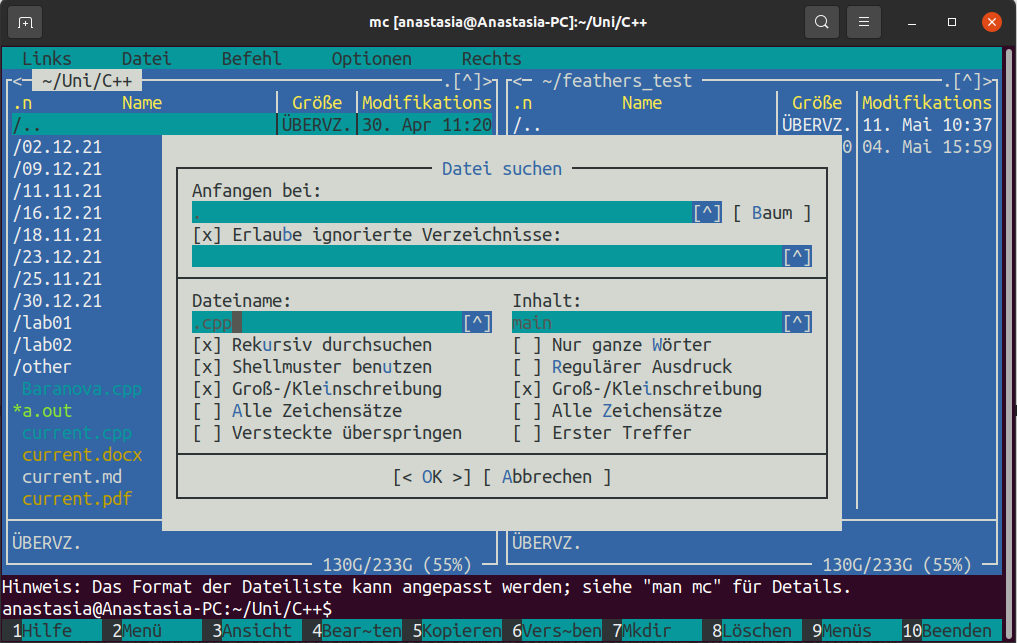 mc [anastasia@Anastasia-PC]:~/Uni/C++
Links Datei Befehl Optionen Rechts
<─ ~/Uni/C++ .[^]> <─ ~/feathers_test .[^]>
.n Name Größe Modifikations .n Name Größe Modifikations
/.. ÜBERVZ. 30. Apr 11:20 /.. ÜBERVZ. 11. Mai 10:37
/02.12.21 0 04. Mai 15:59
/09.12.21
/11.11.21
/16.12.21
/18.11.21
/23.12.21
/25.11.21
/30.12.21
/lab01
/lab02
/other
Baranova.cpp
*a.out
current.cpp
current.docx
current.md
current.pdf
Datei suchen
Anfangen bei:
. [^] [ Baum ]
[x] Erlaube ignorierte Verzeichnisse:
[^]
Dateiname: Inhalt:
.cpp [^] main [^]
[x] Rekursiv durchsuchen [ ] Nur ganze Wörter
[x] Shellmuster benutzen [ ] Regulärer Ausdruck
[x] Groß-/Kleinschreibung [x] Groß-/Kleinschreibung
[ ] Alle Zeichensätze [ ] Alle Zeichensätze
[ ] Versteckte überspringen [ ] Erster Treffer
[< OK >] [ Abbrechen ]
ÜBERVZ. ÜBERVZ.
130G/233G (55%) 130G/233G (55%)
Hinweis: Das Format der Dateiliste kann angepasst werden; siehe "man mc" für Details.
anastasia@Anastasia-PC:~/Uni/C++$
1Hilfe 2Menü 3Ansicht 4Bear~ten 5Kopieren 6Vers~ben 7Mkdir 8Löschen 9Menüs 10Beenden